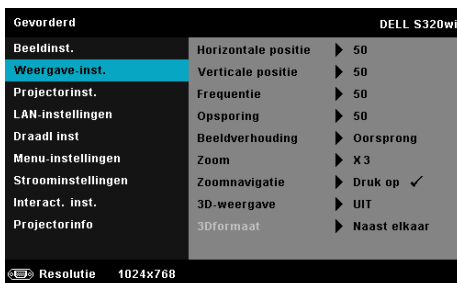 Gevorderd DELL S320wi
Beeldinst. Horizontale positie 50
Weergave-inst. Verticale positie 50
Projectorinst. Frequentie 50
LAN-instellingen Opsporing 50
Draadl inst Beeldverhouding Oorsprong
Menu-instellingen Zoom X3
Stroominstellingen Zoomnavigatie Druk op ✓
Interact. inst. 3D-weergave UIT
Projectorinfo 3Dformaat Naast elkaar
Resolutie 1024x768